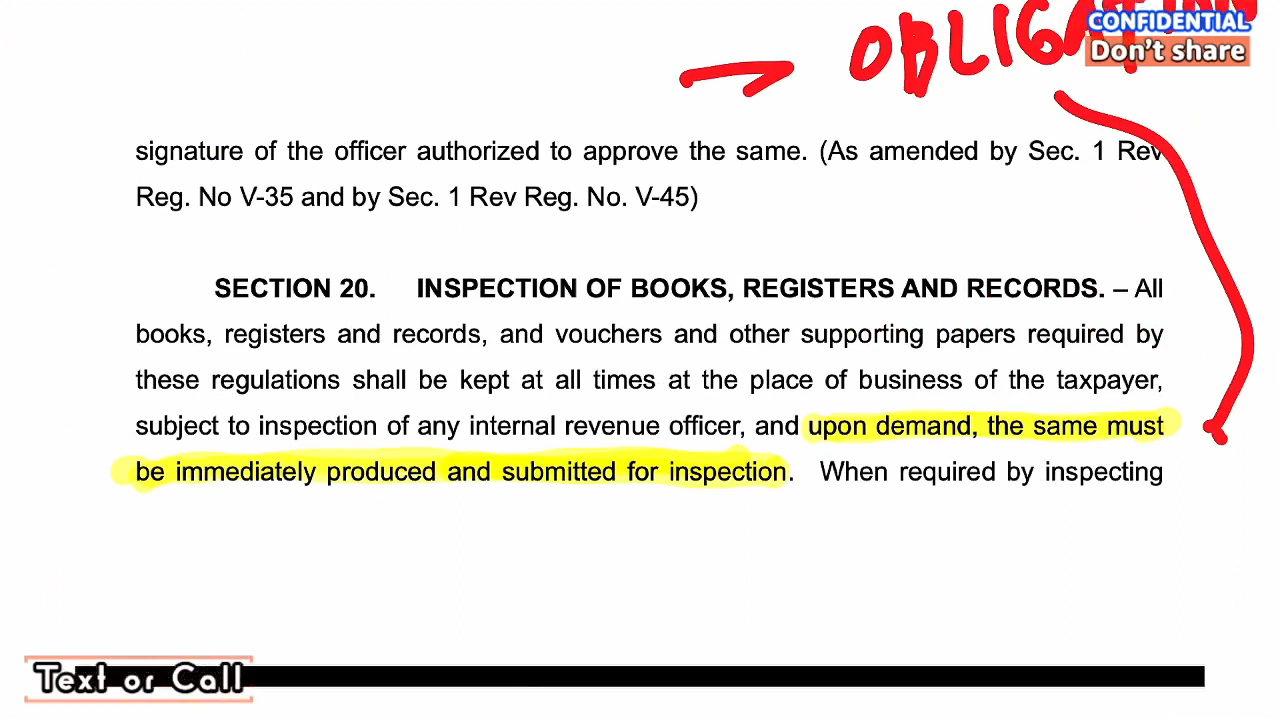 OBLIGATION
CONFIDENTIAL
Don't share
signature of the officer authorized to approve the same. (As amended by Sec. 1 Rev
Reg. No V-35 and by Sec. 1 Rev Reg. No. V-45)
SECTION 20. INSPECTION OF BOOKS, REGISTERS AND RECORDS. – All
books, registers and records, and vouchers and other supporting papers required by
these regulations shall be kept at all times at the place of business of the taxpayer,
subject to inspection of any internal revenue officer, and upon demand, the same must
be immediately produced and submitted for inspection. When required by inspecting
Text or Call